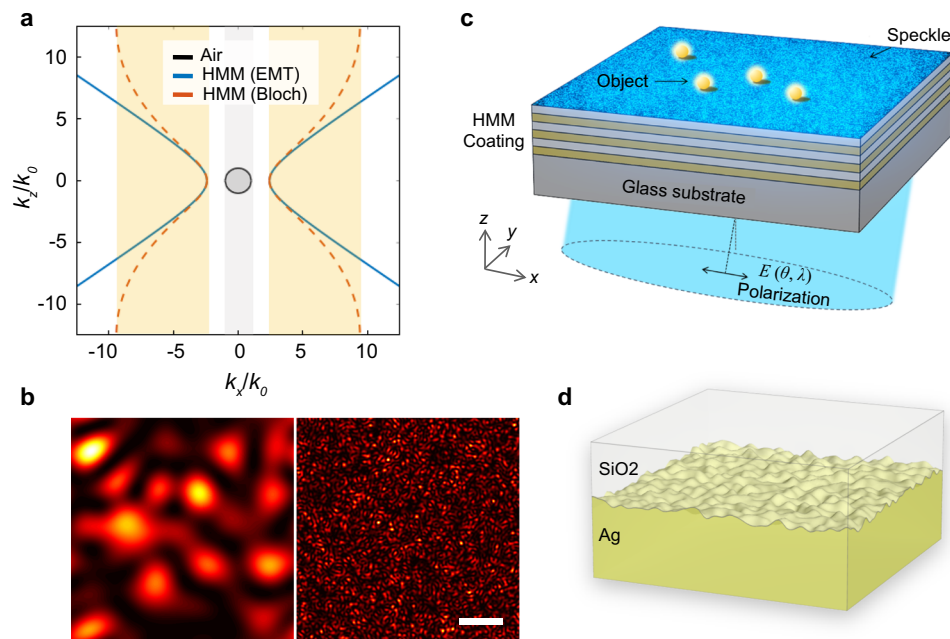 a
10
5
0
-5
-10
k_z/k_0
Air
HMM (EMT)
HMM (Bloch)
-10
-5
0
5
10
k_x/k_0
b
c
Speckle
Object
HMM
Coating
Glass substrate
z
y
x
E (θ, λ)
Polarization
d
SiO2
Ag